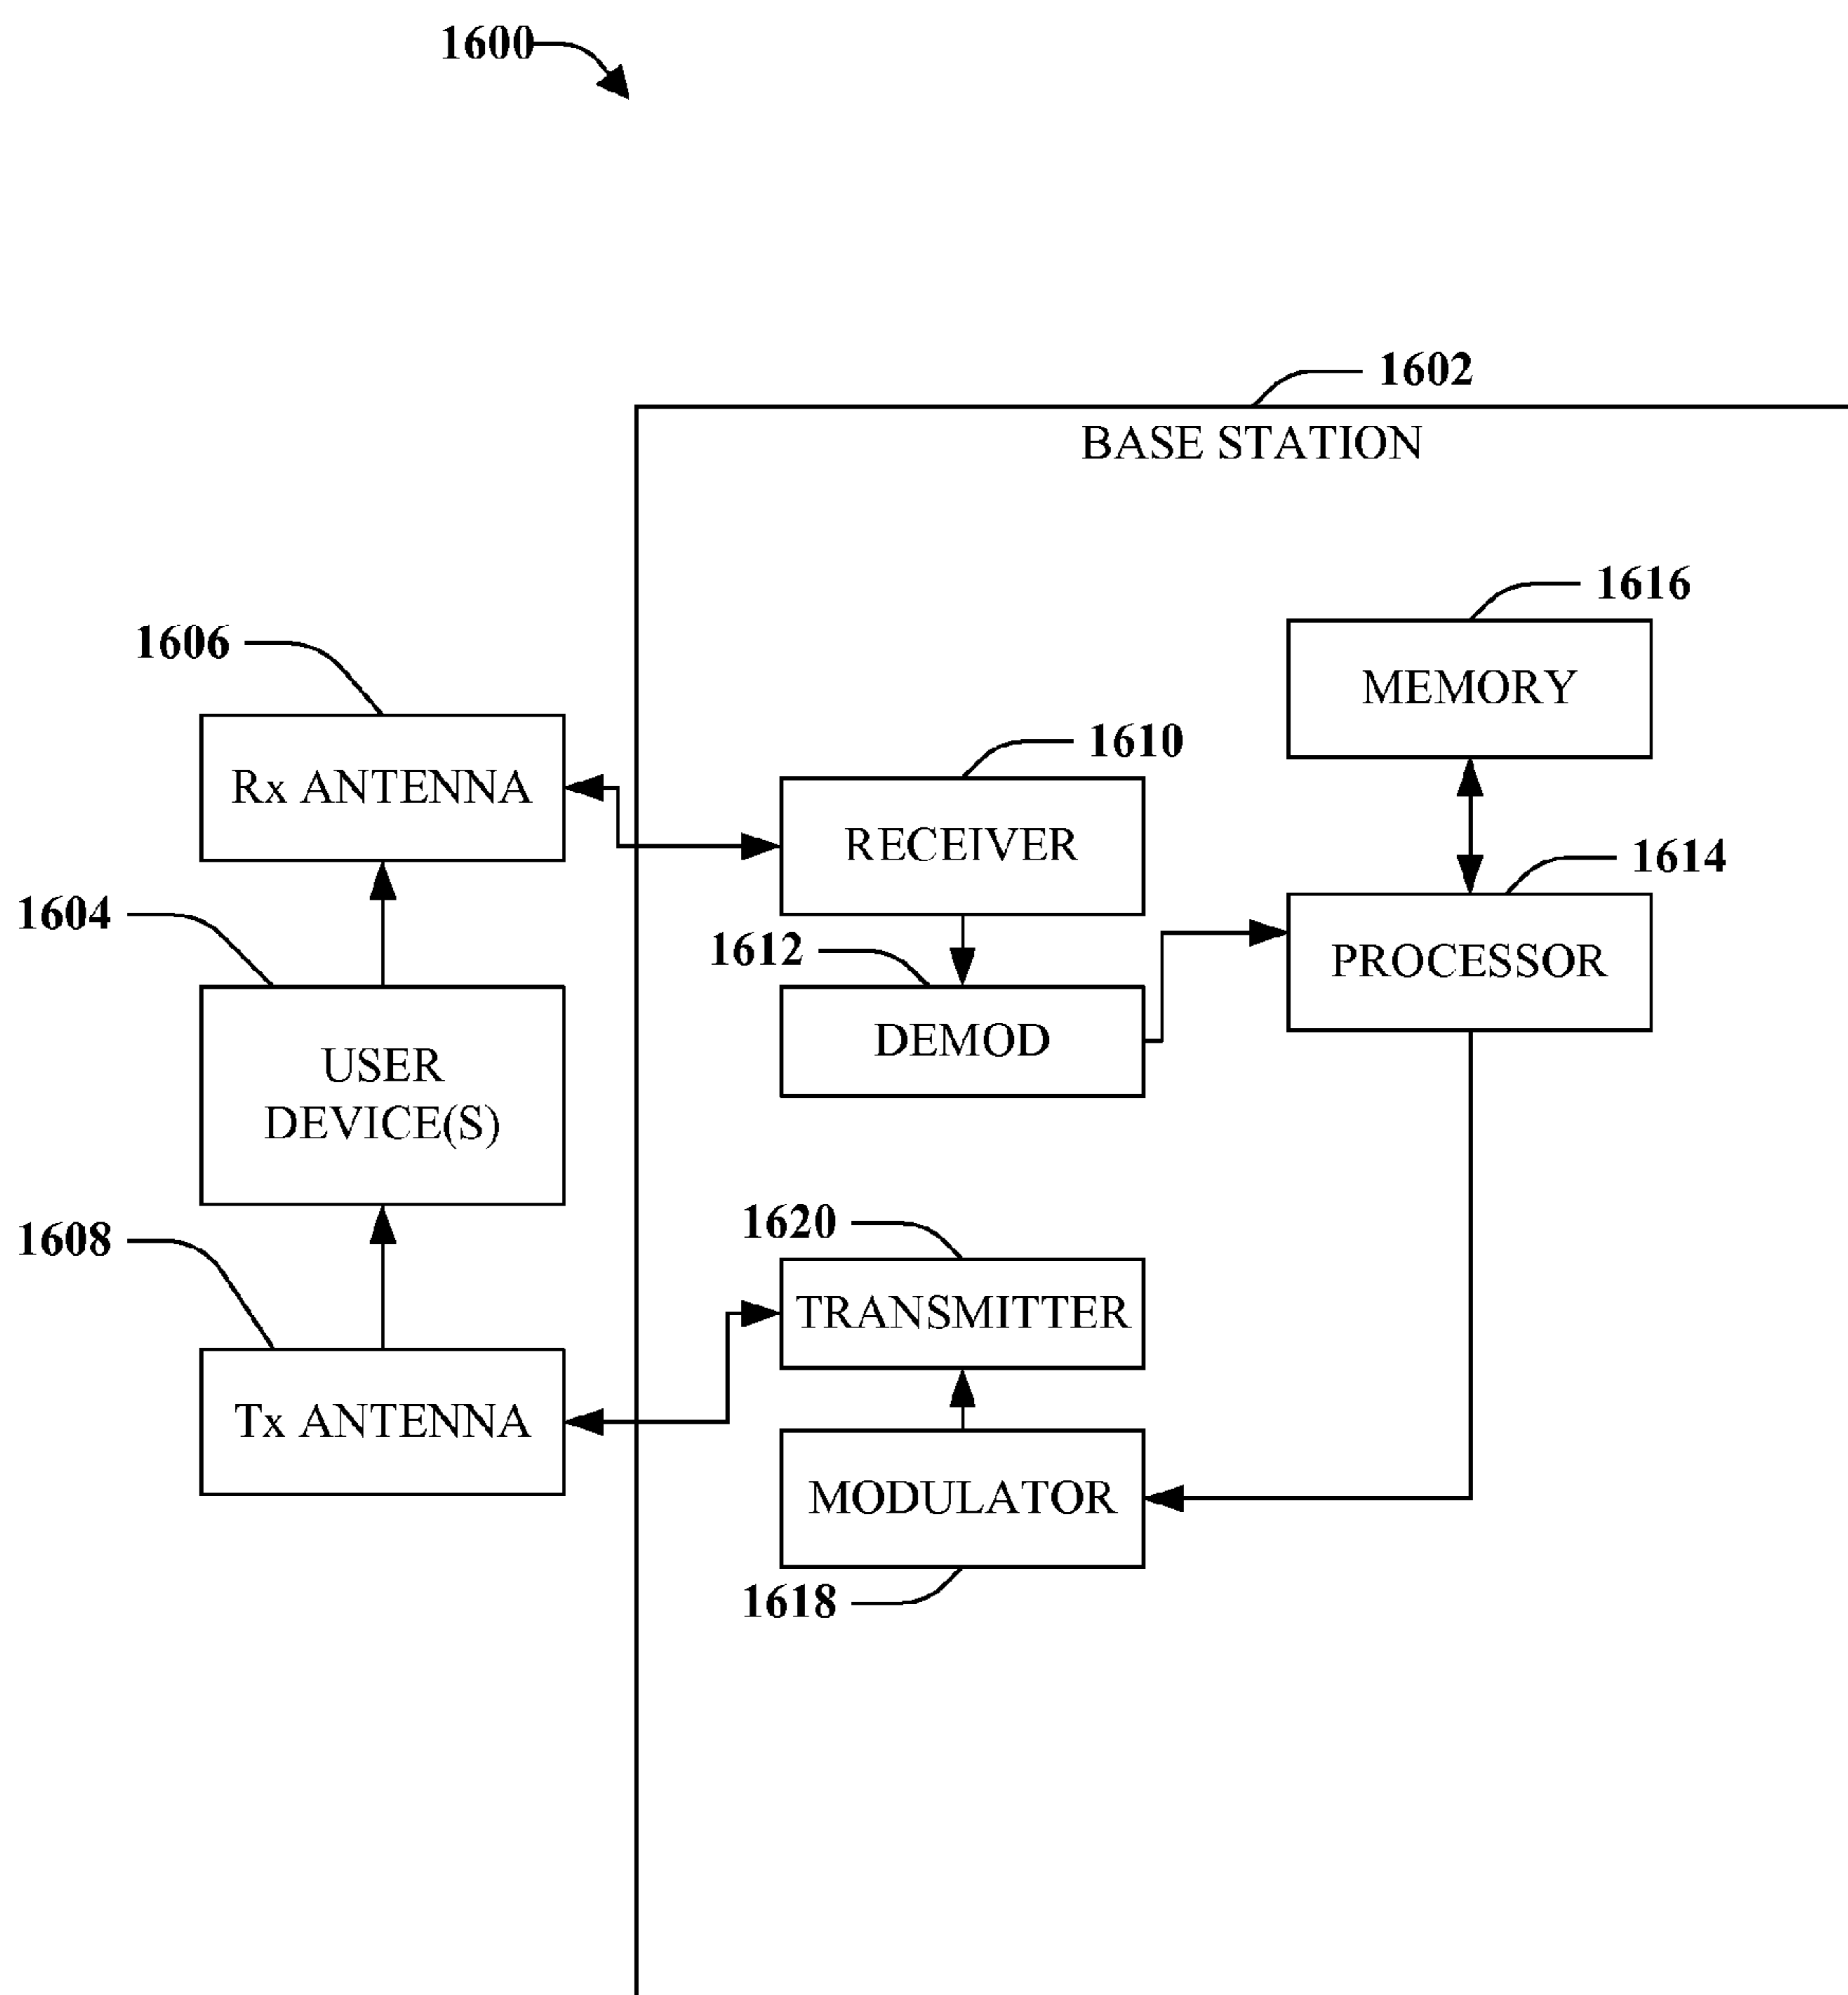 1600
1602
BASE STATION
1616
MEMORY
1606
Rx ANTENNA
1610
RECEIVER
1614
PROCESSOR
1604
USER
DEVICE(S)
1612
DEMOD
1608
Tx ANTENNA
1620
TRANSMITTER
MODULATOR
1618